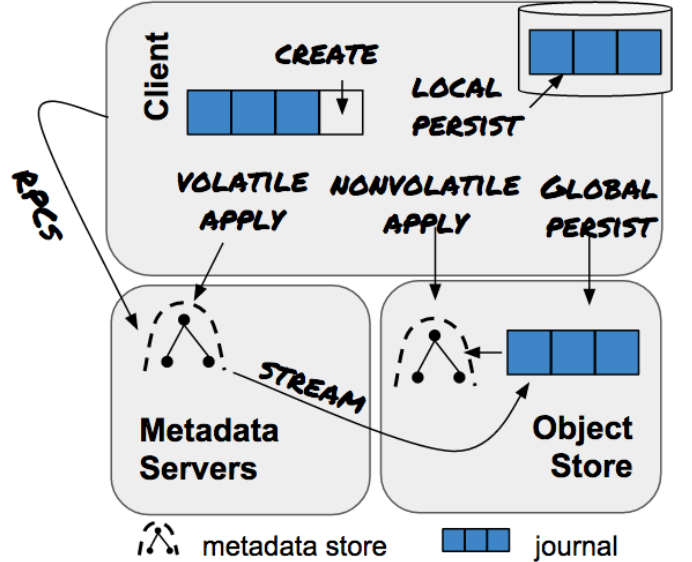 Client
CREATE
LOCAL
PERSIST
RPCS
VOLATILE
APPLY
NONVOLATILE
APPLY
GLOBAL
PERSIST
STREAM
Metadata
Servers
Object
Store
metadata store
journal